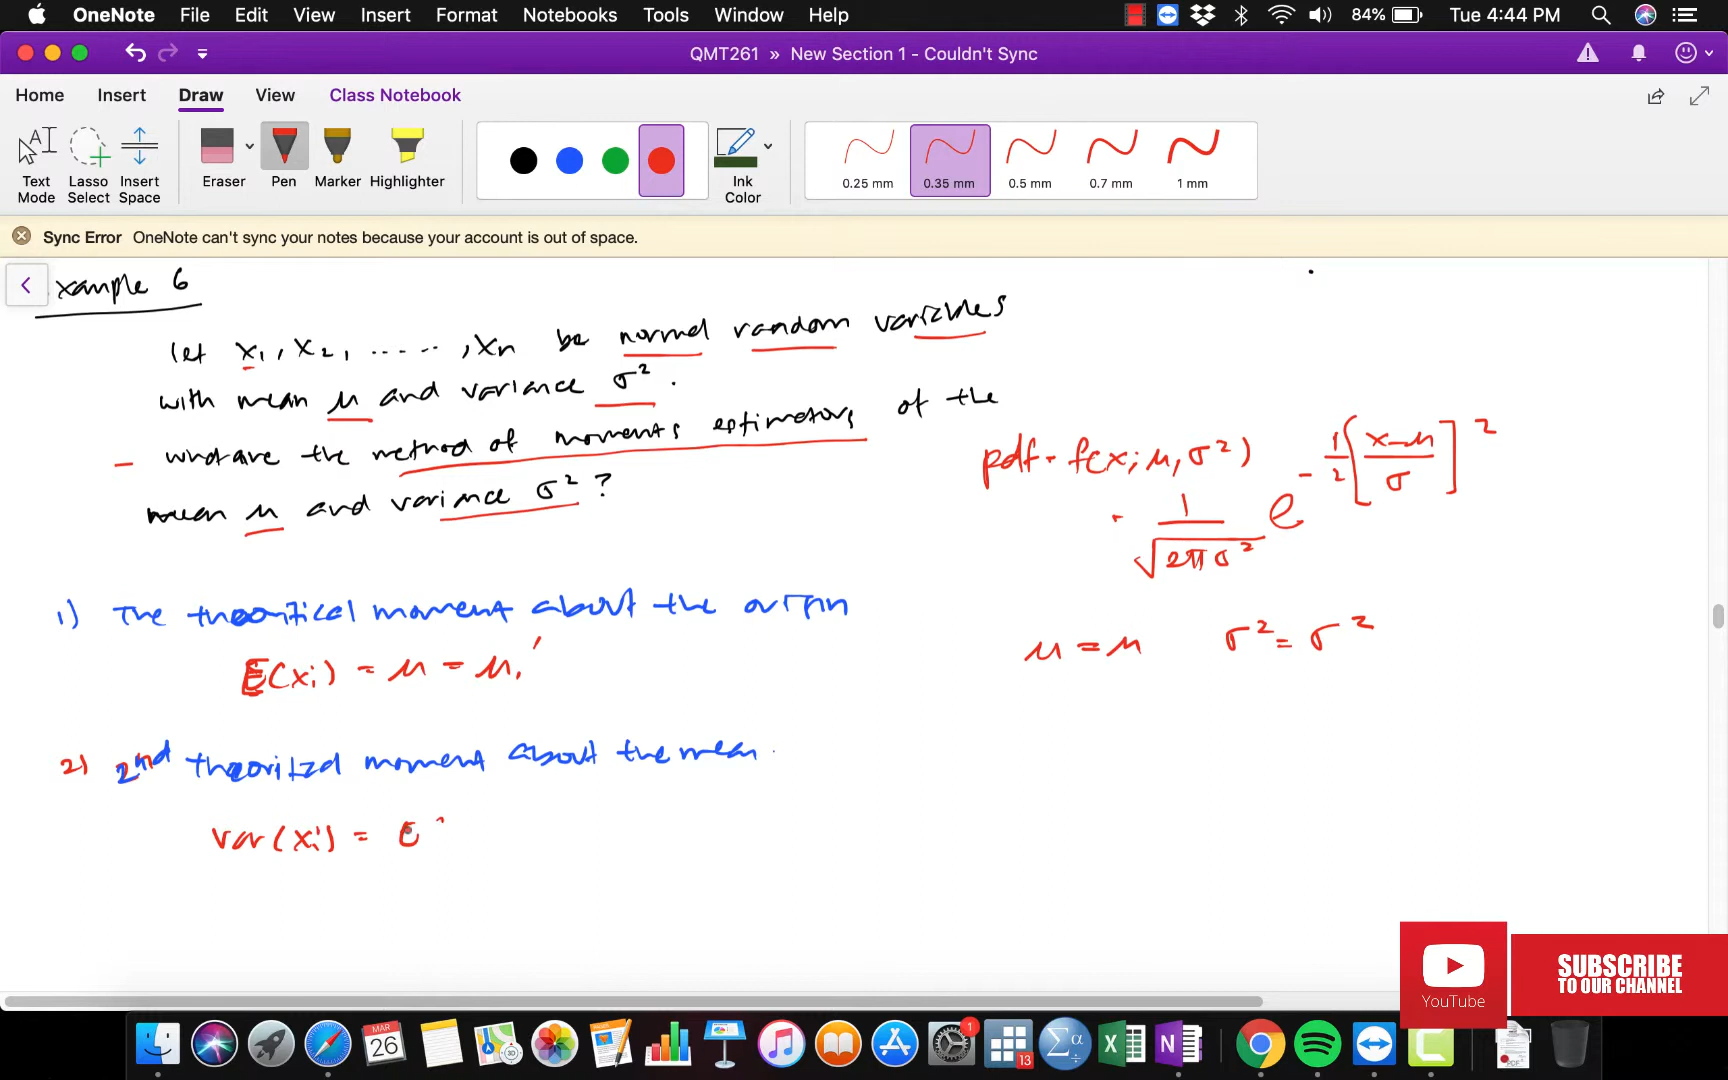 OneNote File Edit View Insert Format Notebooks Tools Window Help 84% Tue 4:44 PM
QMT261 » New Section 1 - Couldn't Sync
Home Insert Draw View Class Notebook
Text Mode Lasso Select Insert Space Eraser Pen Marker Highlighter Ink Color 0.25 mm 0.35 mm 0.5 mm 0.7 mm 1 mm
Sync Error OneNote can't sync your notes because your account is out of space.
xample 6
let x₁, x₂, ......, xn be normal random variables
with mean μ and variance σ².
- what are the method of moments estimators of the
mean μ and variance σ²?
pdf = f(x; μ, σ²)
= 1/√(2πσ²) e^(-1/2[(x-μ)/σ]²)
μ = μ σ² = σ²
1) The theoritical moment about the origin
E(xi) = μ = μ₁'
2) 2nd theoritcal moment about the mean.
var(xi) = σ
SUBSCRIBE
TO OUR CHANNEL
YouTube
MAR
26
1
13